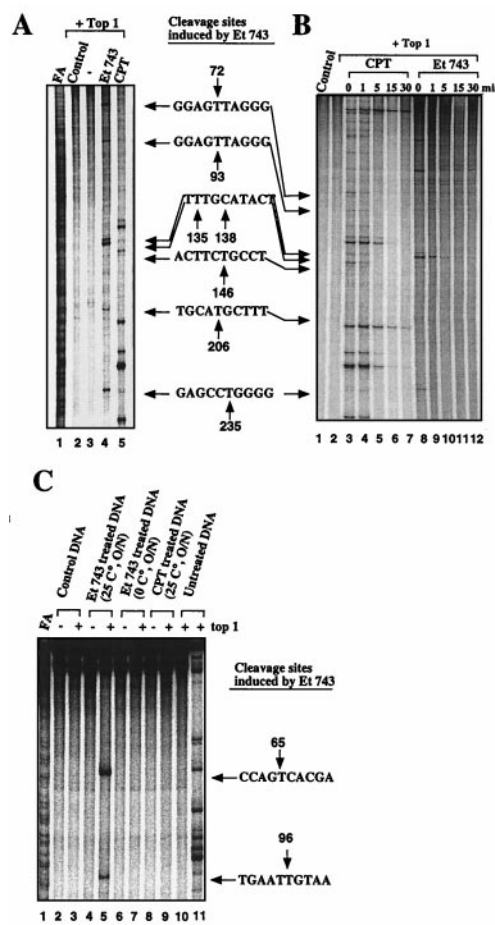 A
+ Top 1
FA
Control
-
Et 743
CPT
1 2 3 4 5
Cleavage sites
induced by Et 743
72
GGAGTTAGGG
GGAGTTAGGG
93
TTTGCATACT
135 138
ACTTCTGCCT
146
TGCATGCTTT
206
GAGCCTGGGG
235
B
+ Top 1
Control
CPT
Et 743
0 1 5 15 30 0 1 5 15 30 mi
1 2 3 4 5 6 7 8 9 10 11 12
C
Control DNA
Et 743 treated DNA
(25 C°, O/N)
Et 743 treated DNA
(0 C°, O/N)
CPT treated DNA
(25 C°, O/N)
Untreated DNA
FA
- + - + - + - + + + top 1
1 2 3 4 5 6 7 8 9 10 11
Cleavage sites
induced by Et 743
65
CCAGTCACGA
96
TGAATTGTAA